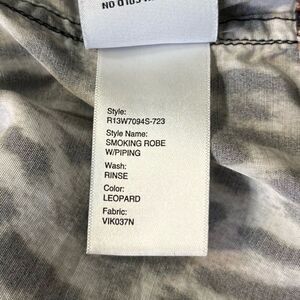 Style:
R13W7094S-723
Style Name:
SMOKING ROBE
W/PIPING
Wash:
RINSE
Color:
LEOPARD
Fabric:
VIK037N